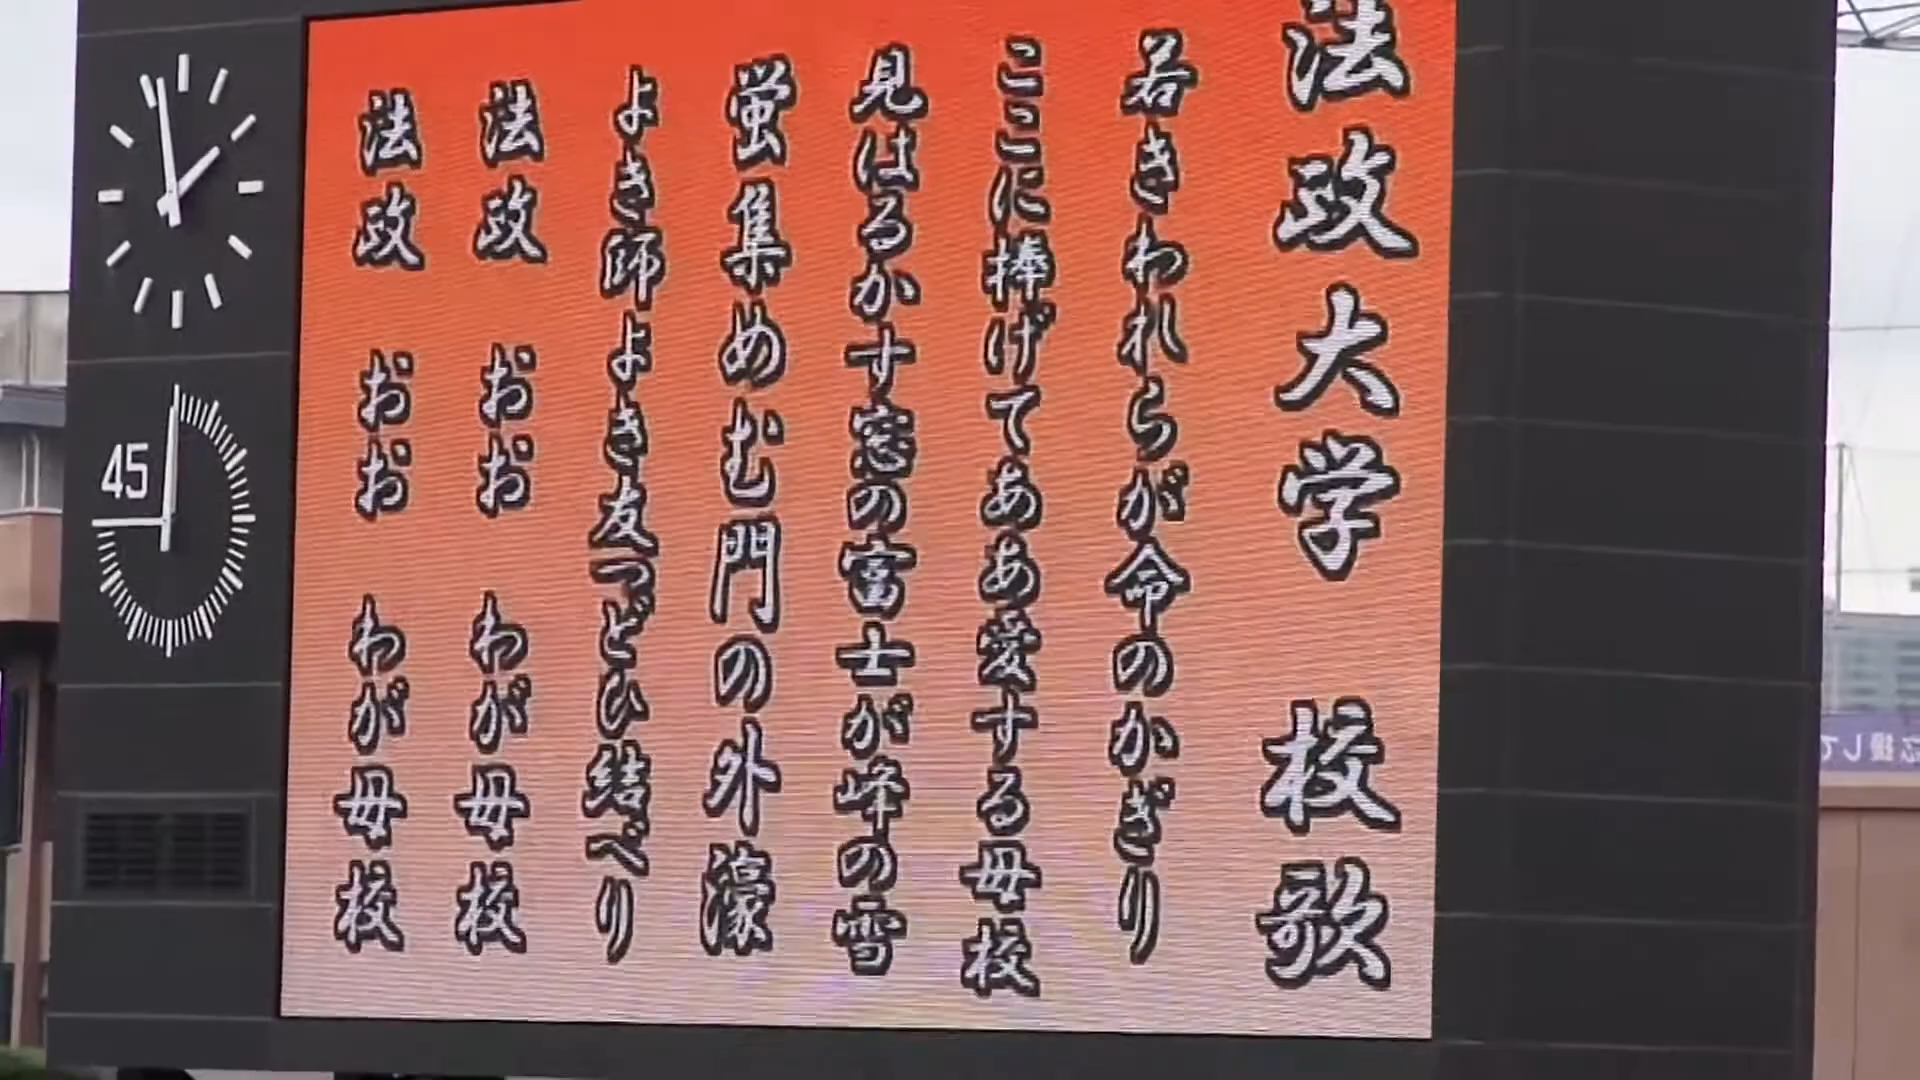 法政大学 校歌
若きわれらが命のかぎり
ここに捧げてああ愛する母校
見はるかす窓の富士が峰の雪
蛍集めむ門の外濠
よき師よき友つどひ結べり
法政 おお わが母校
法政 おお わが母校
45
応援して